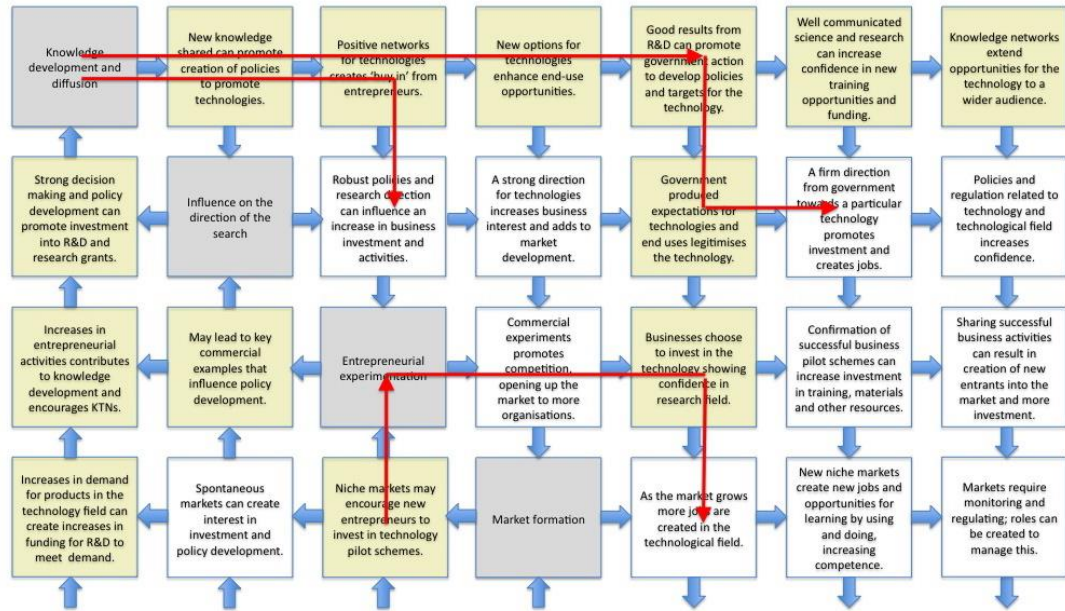 Knowledge
development and
diffusion
New knowledge
shared can promote
creation of policies
to promote
technologies.
Positive networks
for technologies
creates 'buy in' from
entrepreneurs.
New options for
technologies
enhance end-use
opportunities.
Good results from
R&D can promote
government action
to develop policies
and targets for the
technology.
Well communicated
science and research
can increase
confidence in new
training
opportunities and
funding.
Knowledge networks
extend
opportunities for the
technology to a
wider audience.
Strong decision
making and policy
development can
promote investment
into R&D and
research grants.
Influence on the
direction of the
search
Robust policies and
research direction
can influence an
increase in business
investment and
activities.
A strong direction
for technologies
increases business
interest and adds to
market
development.
Government
produced
expectations for
technologies and
end uses legitimises
the technology.
A firm direction
from government
towards a particular
technology
promotes
investment and
creates jobs.
Policies and
regulation related to
technology and
technological field
increases
confidence.
Increases in
entrepreneurial
activities contributes
to knowledge
development and
encourages KTNs.
May lead to key
commercial
examples that
influence policy
development.
Entrepreneurial
experimentation
Commercial
experiments
promotes
competition,
opening up the
market to more
organisations.
Businesses choose
to invest in the
technology showing
confidence in
research field.
Confirmation of
successful business
pilot schemes can
increase investment
in training, materials
and other resources.
Sharing successful
business activities
can result in
creation of new
entrants into the
market and more
investment.
Increases in demand
for products in the
technology field can
create increases in
funding for R&D to
meet demand.
Spontaneous
markets can create
interest in
investment and
policy development.
Niche markets may
encourage new
entrepreneurs to
invest in technology
pilot schemes.
Market formation
As the market grows
more jobs are
created in the
technological field.
New niche markets
create new jobs and
opportunities for
learning by using
and doing,
increasing
competence.
Markets require
monitoring and
regulating; roles can
be created to
manage this.